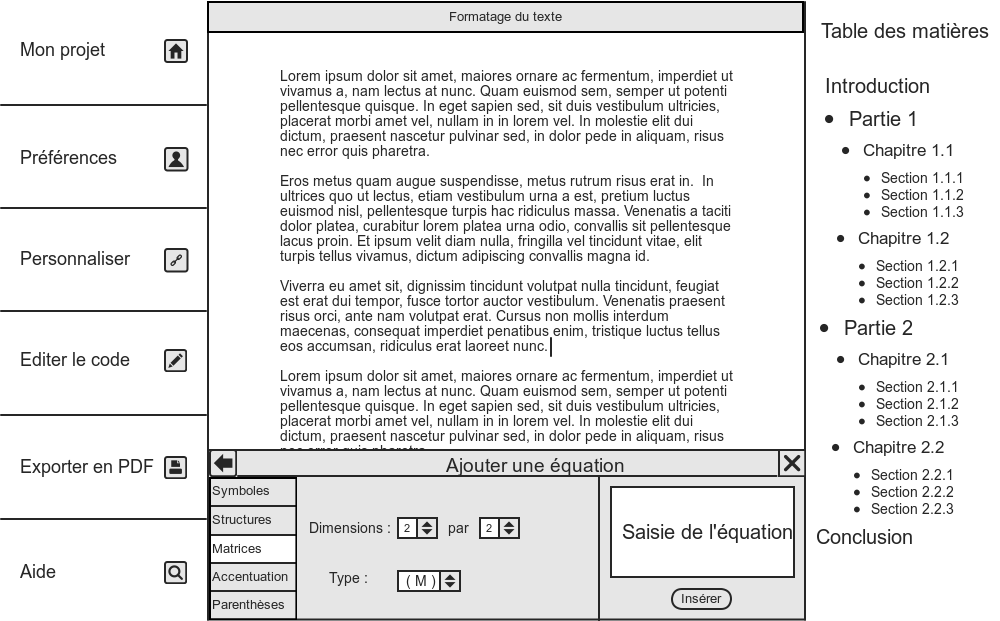 Mon projet
Préférences
Personnaliser
Editer le code
Exporter en PDF
Aide
Formatage du texte
Lorem ipsum dolor sit amet, maiores ornare ac fermentum, imperdiet ut
vivamus a, nam lectus at nunc. Quam euismod sem, semper ut potenti
pellentesque quisque. In eget sapien sed, sit duis vestibulum ultricies,
placerat morbi amet vel, nullam in in lorem vel. In molestie elit dui
dictum, praesent nascetur pulvinar sed, in dolor pede in aliquam, risus
nec error quis pharetra.
Eros metus quam augue suspendisse, metus rutrum risus erat in.  In
ultrices quo ut lectus, etiam vestibulum urna a est, pretium luctus
euismod nisl, pellentesque turpis hac ridiculus massa. Venenatis a taciti
dolor platea, curabitur lorem platea urna odio, convallis sit pellentesque
lacus proin. Et ipsum velit diam nulla, fringilla vel tincidunt vitae, elit
turpis tellus vivamus, dictum adipiscing convallis magna id.
Viverra eu amet sit, dignissim tincidunt volutpat nulla tincidunt, feugiat
est erat dui tempor, fusce tortor auctor vestibulum. Venenatis praesent
risus orci, ante nam volutpat erat. Cursus non mollis interdum
maecenas, consequat imperdiet penatibus enim, tristique luctus tellus
eos accumsan, ridiculus erat laoreet nunc.
Lorem ipsum dolor sit amet, maiores ornare ac fermentum, imperdiet ut
vivamus a, nam lectus at nunc. Quam euismod sem, semper ut potenti
pellentesque quisque. In eget sapien sed, sit duis vestibulum ultricies,
placerat morbi amet vel, nullam in in lorem vel. In molestie elit dui
dictum, praesent nascetur pulvinar sed, in dolor pede in aliquam, risus
Ajouter une équation
Symboles
Structures
Matrices
Accentuation
Parenthèses
Dimensions : 2 par 2
Type : ( M )
Saisie de l'équation
Insérer
Table des matières
Introduction
Partie 1
Chapitre 1.1
Section 1.1.1
Section 1.1.2
Section 1.1.3
Chapitre 1.2
Section 1.2.1
Section 1.2.2
Section 1.2.3
Partie 2
Chapitre 2.1
Section 2.1.1
Section 2.1.2
Section 2.1.3
Chapitre 2.2
Section 2.2.1
Section 2.2.2
Section 2.2.3
Conclusion